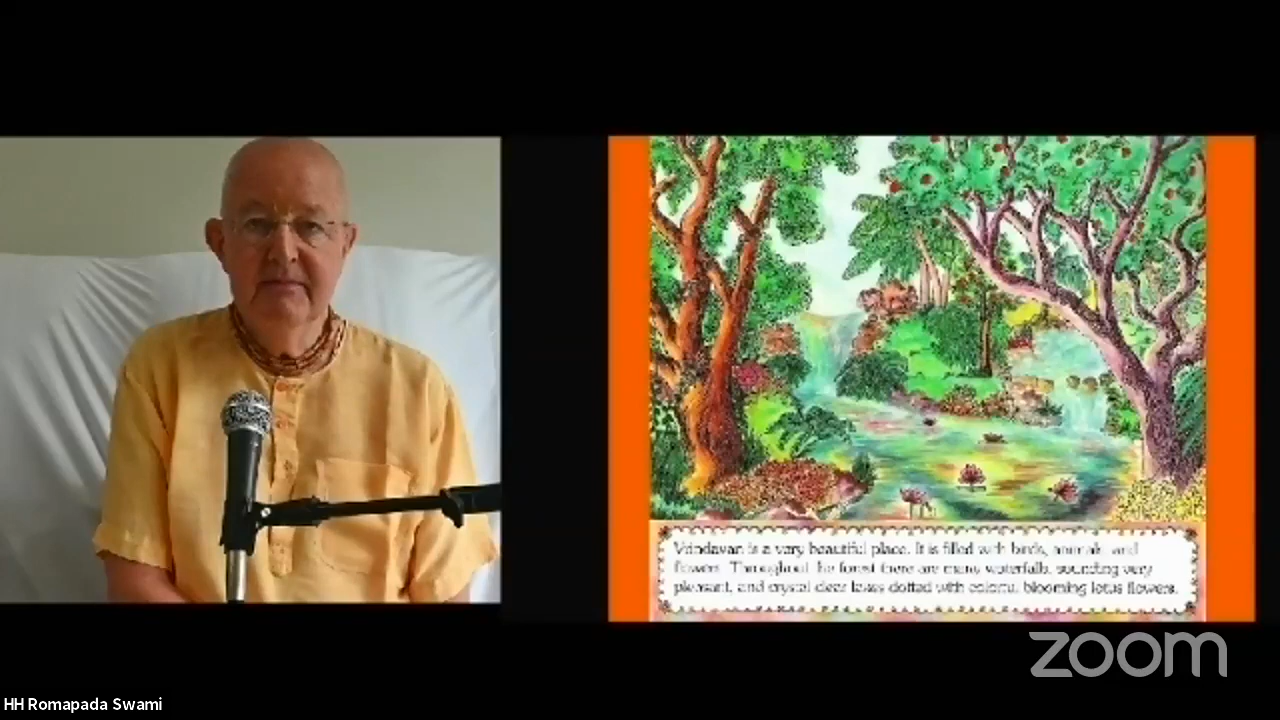 Vrindavan is a very beautiful place. It is filled with birds, animals and
flowers. Throughout the forest there are many waterfalls, sounding very
pleasant, and crystal clear lakes dotted with colorful blooming lotus flowers.
zoom
HH Romapada Swami